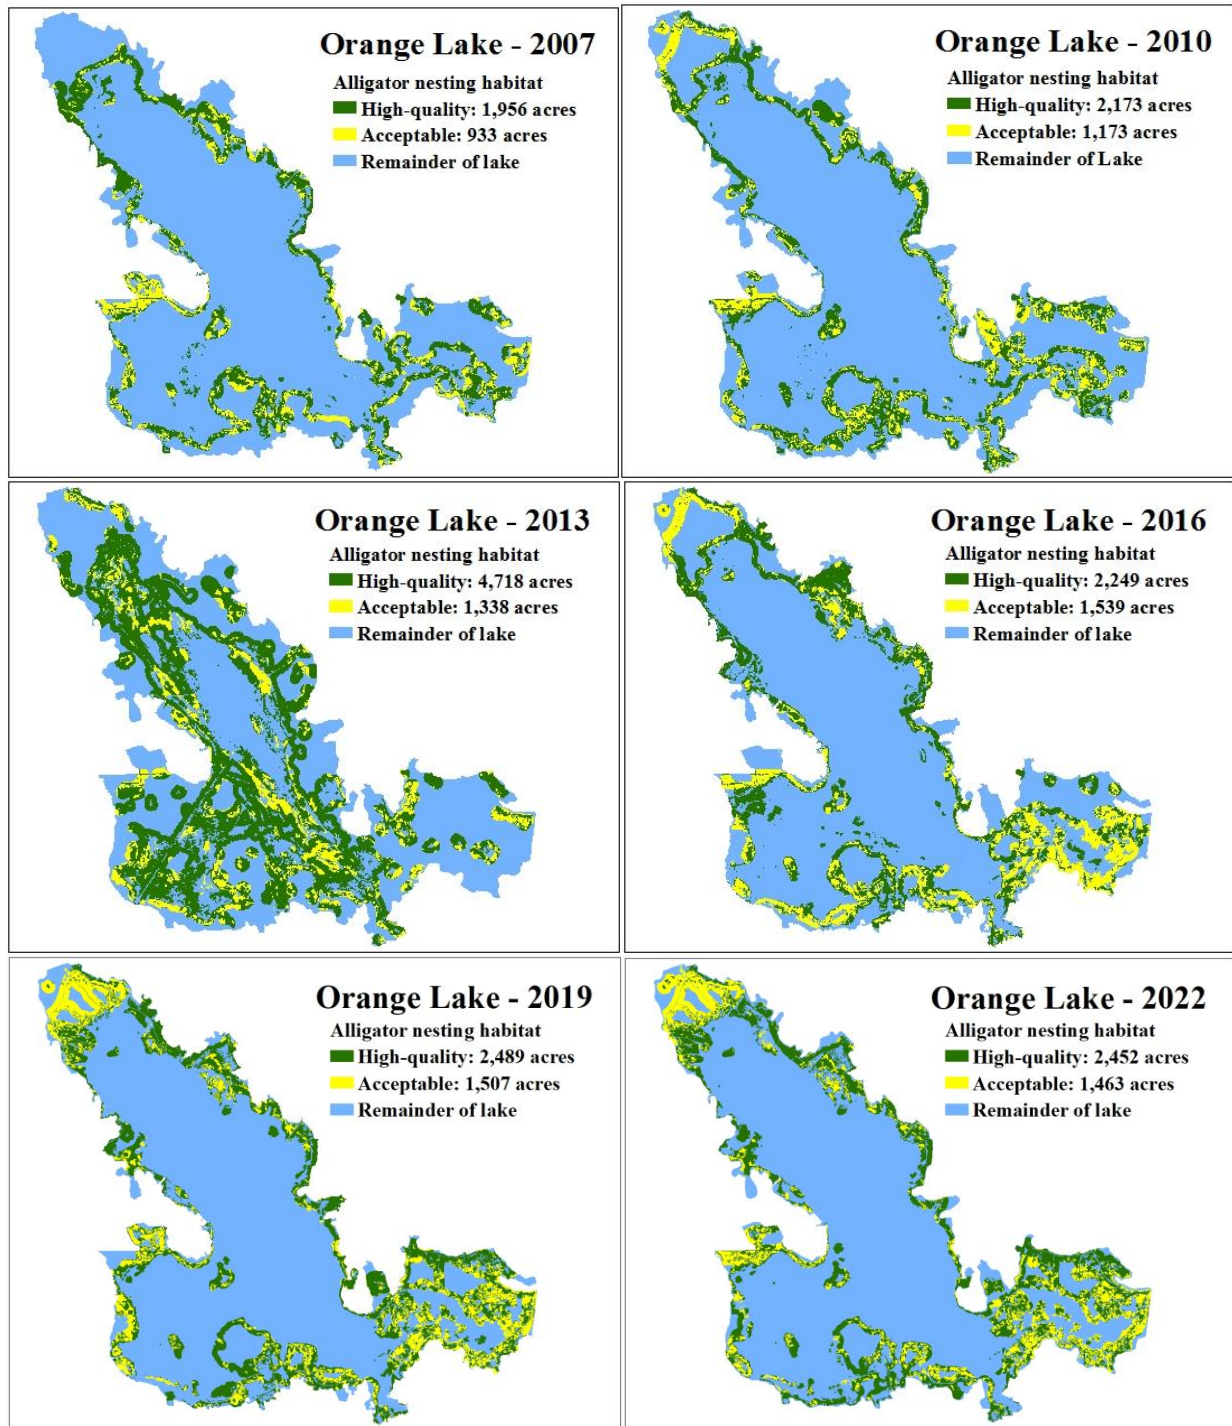 Orange Lake - 2007
Alligator nesting habitat
High-quality: 1,956 acres
Acceptable: 933 acres
Remainder of lake
Orange Lake - 2010
Alligator nesting habitat
High-quality: 2,173 acres
Acceptable: 1,173 acres
Remainder of Lake
Orange Lake - 2013
Alligator nesting habitat
High-quality: 4,718 acres
Acceptable: 1,338 acres
Remainder of lake
Orange Lake - 2016
Alligator nesting habitat
High-quality: 2,249 acres
Acceptable: 1,539 acres
Remainder of lake
Orange Lake - 2019
Alligator nesting habitat
High-quality: 2,489 acres
Acceptable: 1,507 acres
Remainder of lake
Orange Lake - 2022
Alligator nesting habitat
High-quality: 2,452 acres
Acceptable: 1,463 acres
Remainder of lake